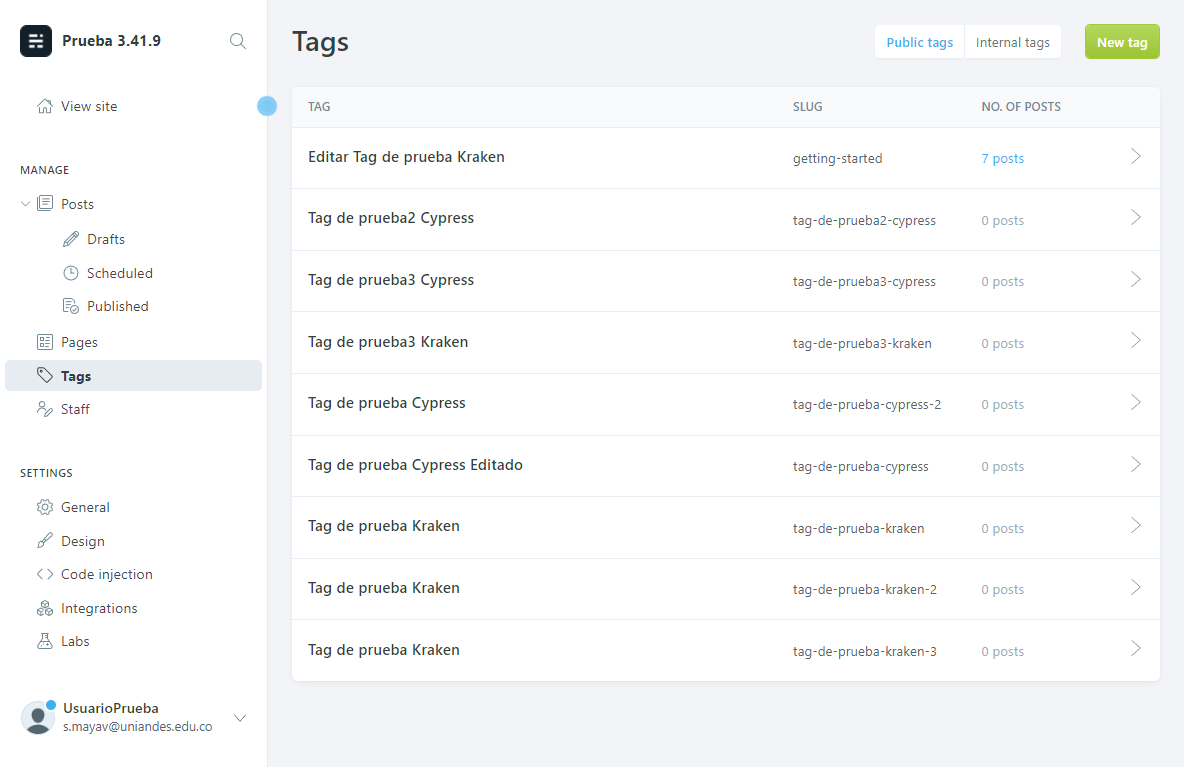 Prueba 3.41.9
View site
MANAGE
Posts
Drafts
Scheduled
Published
Pages
Tags
Staff
SETTINGS
General
Design
Code injection
Integrations
Labs
UsuarioPrueba
s.mayav@uniandes.edu.co
Tags
Public tags Internal tags New tag
TAG SLUG NO. OF POSTS
Editar Tag de prueba Kraken getting-started 7 posts
Tag de prueba2 Cypress tag-de-prueba2-cypress 0 posts
Tag de prueba3 Cypress tag-de-prueba3-cypress 0 posts
Tag de prueba3 Kraken tag-de-prueba3-kraken 0 posts
Tag de prueba Cypress tag-de-prueba-cypress-2 0 posts
Tag de prueba Cypress Editado tag-de-prueba-cypress 0 posts
Tag de prueba Kraken tag-de-prueba-kraken 0 posts
Tag de prueba Kraken tag-de-prueba-kraken-2 0 posts
Tag de prueba Kraken tag-de-prueba-kraken-3 0 posts